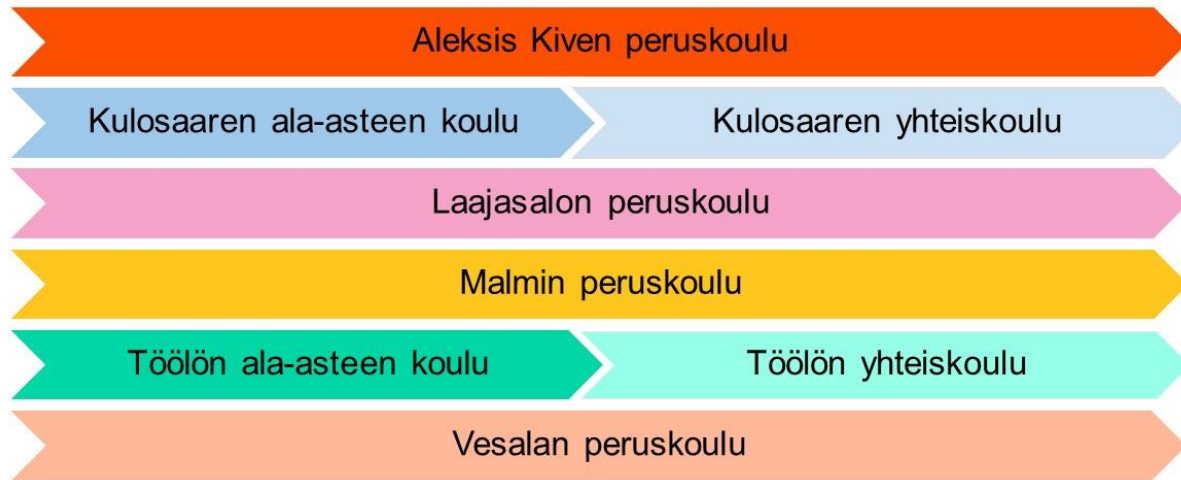 Aleksis Kiven peruskoulu
Kulosaaren ala-asteen koulu
Kulosaaren yhteiskoulu
Laajasalon peruskoulu
Malmin peruskoulu
Töölön ala-asteen koulu
Töölön yhteiskoulu
Vesalan peruskoulu